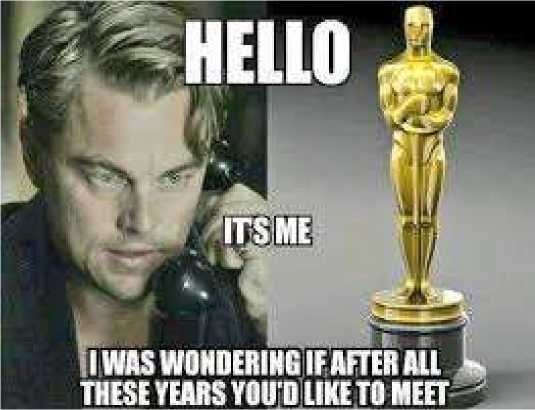 HELLO
IT'S ME
I WAS WONDERING IF AFTER ALL
THESE YEARS YOU'D LIKE TO MEET